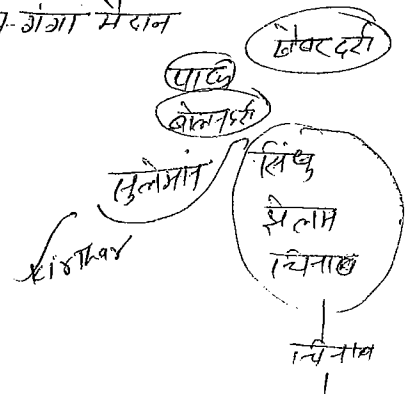 -गंगा मैदान
खैबर दर्रा
पाक
बोलन दर्रा
सुलेमान
सिंधु
Kirthar
झेलम
चिनाब
चिनाब